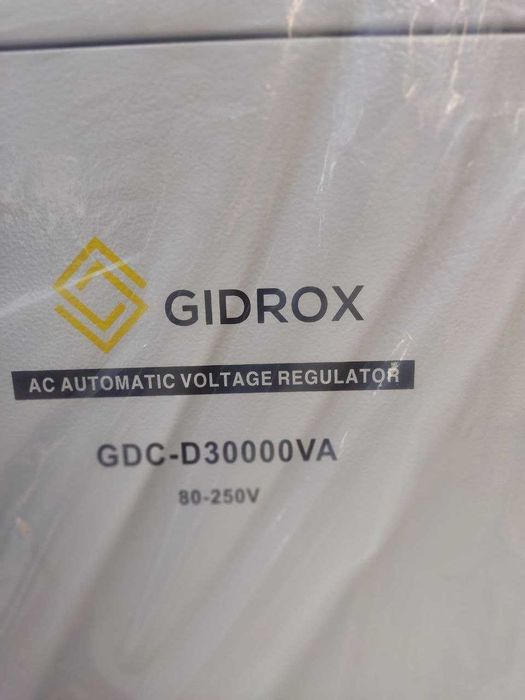 GIDROX
AC AUTOMATIC VOLTAGE REGULATOR
GDC-D30000VA
80-250V